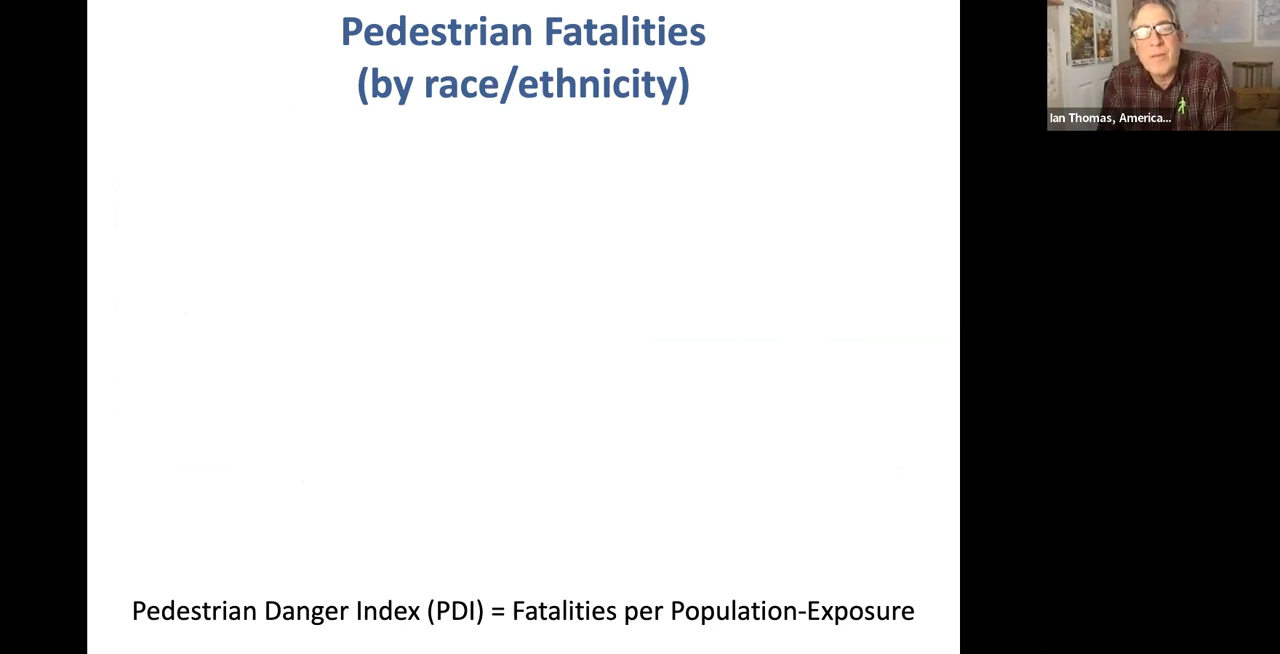 Pedestrian Fatalities
(by race/ethnicity)
Ian Thomas, America...
Pedestrian Danger Index (PDI) = Fatalities per Population-Exposure